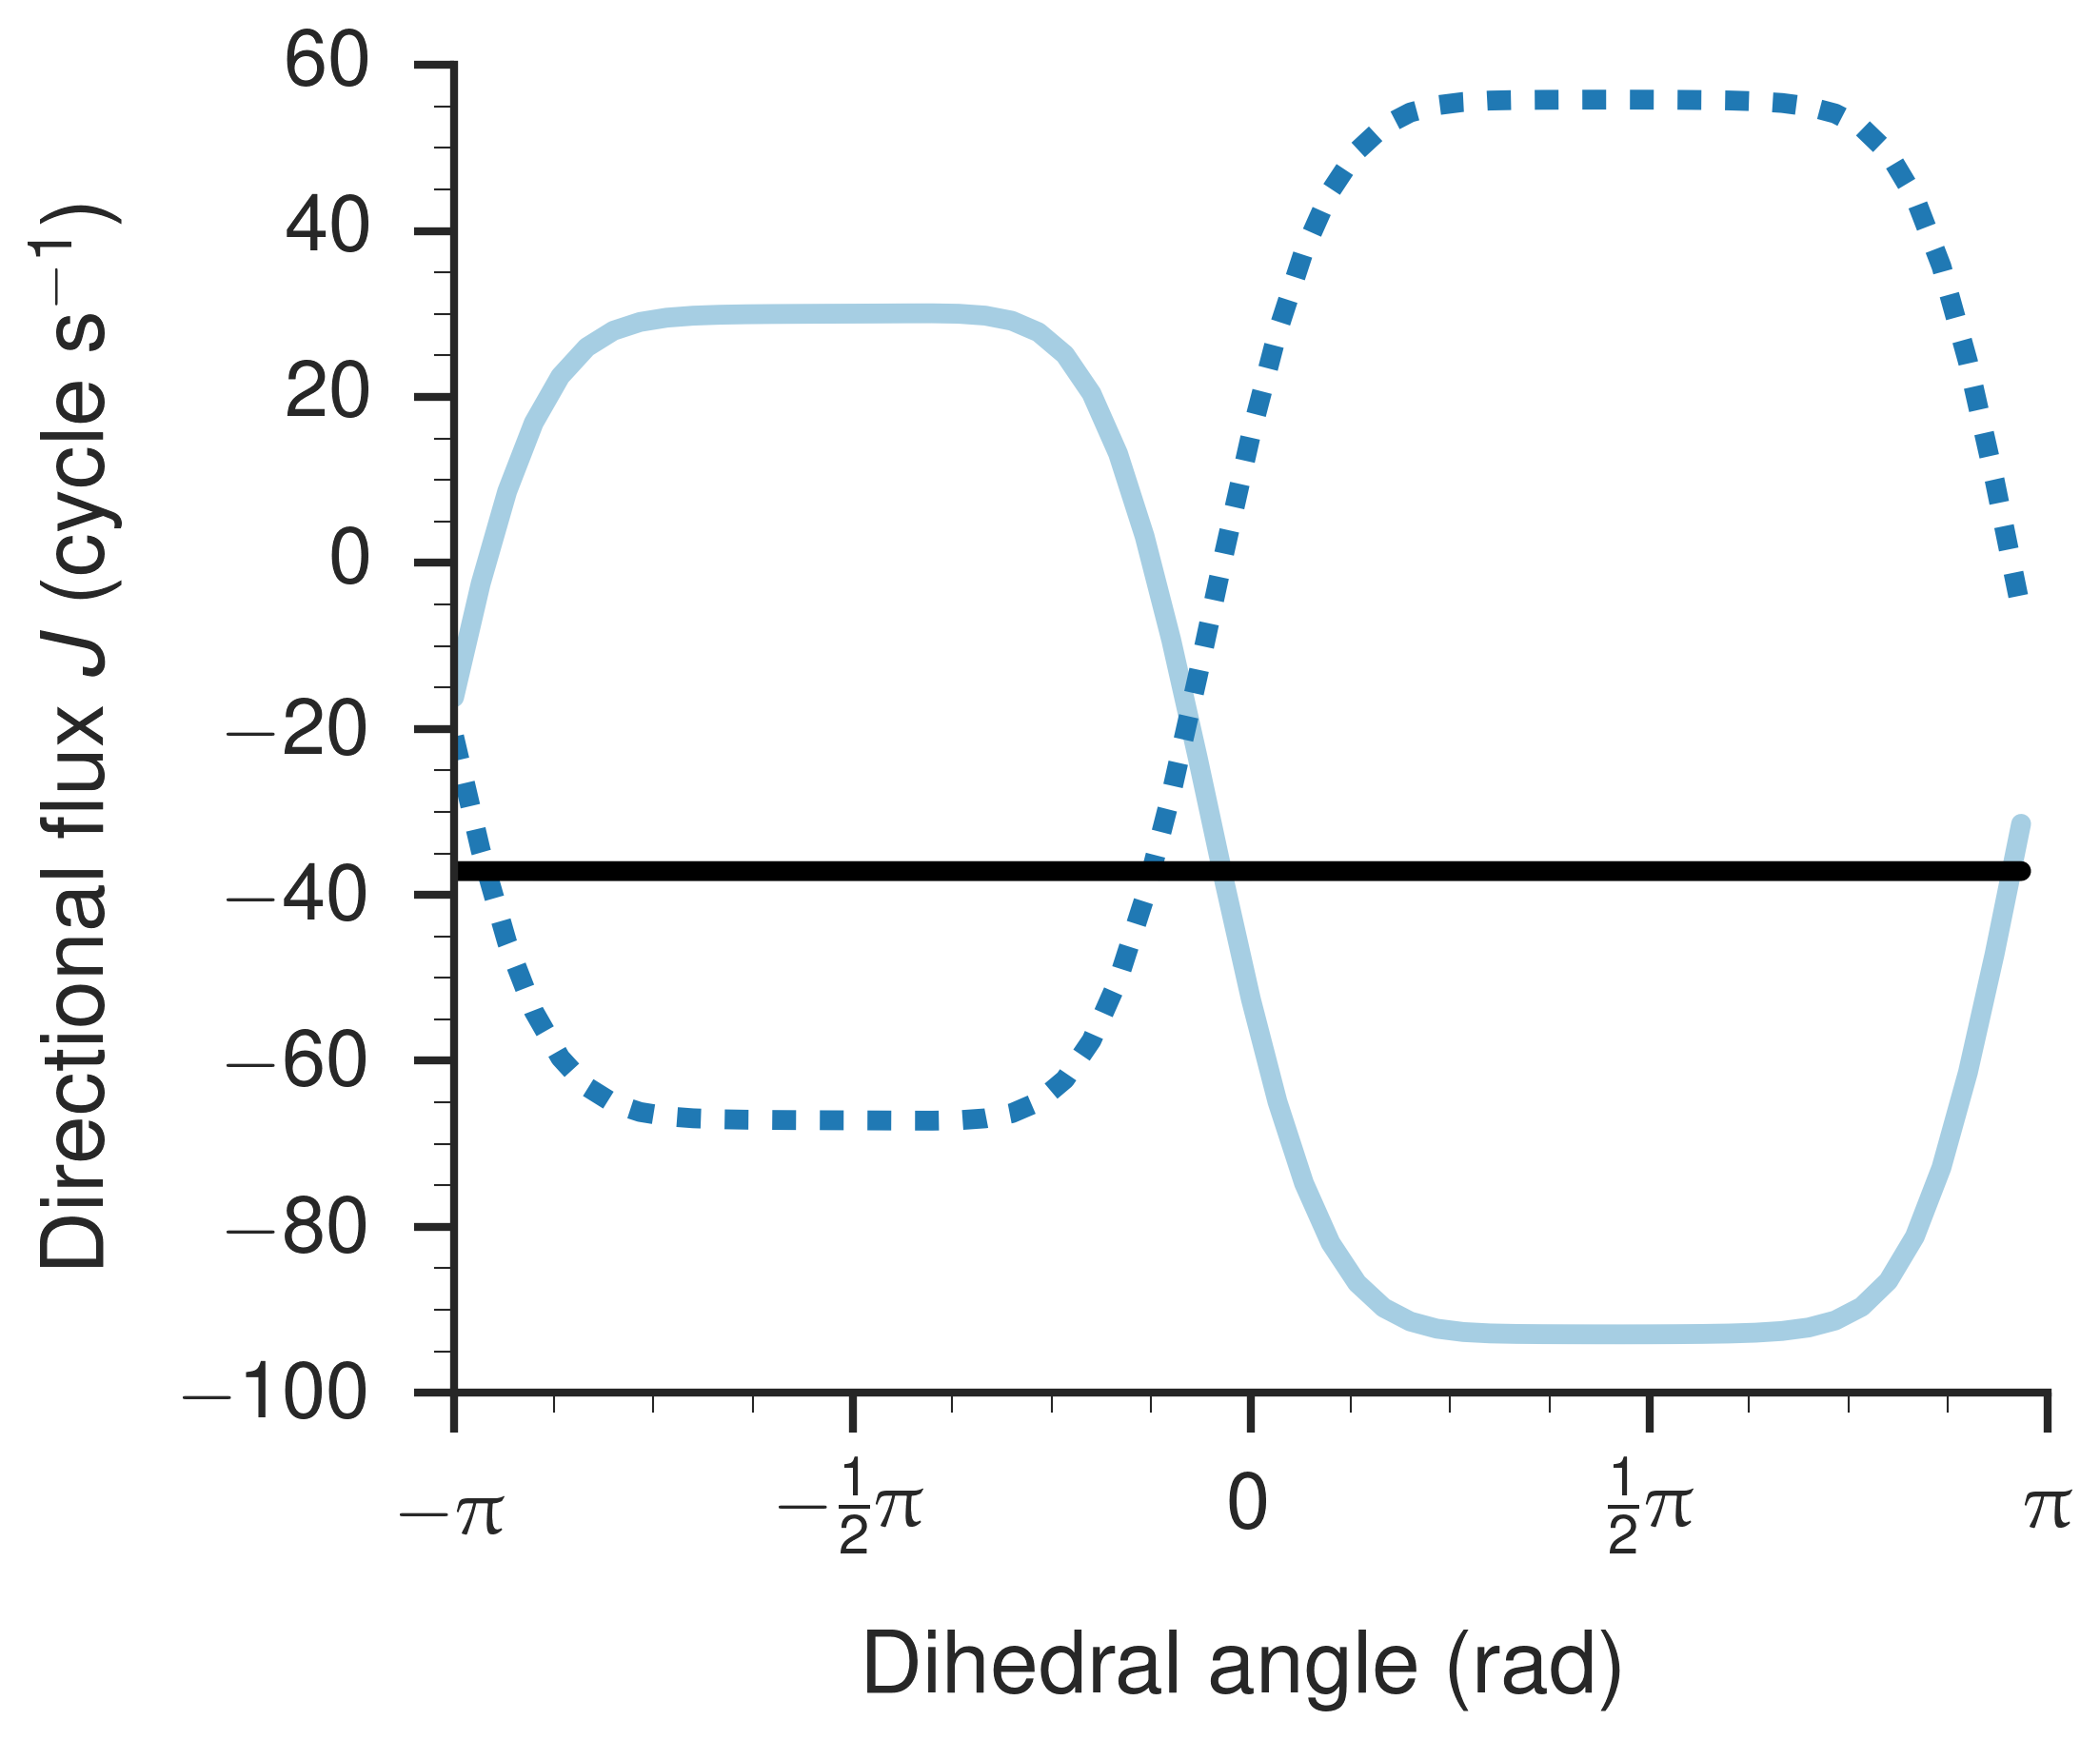 Directional flux J (cycle s⁻¹)
60
40
20
0
−20
−40
−60
−80
−100
−π
−½π
0
½π
π
Dihedral angle (rad)